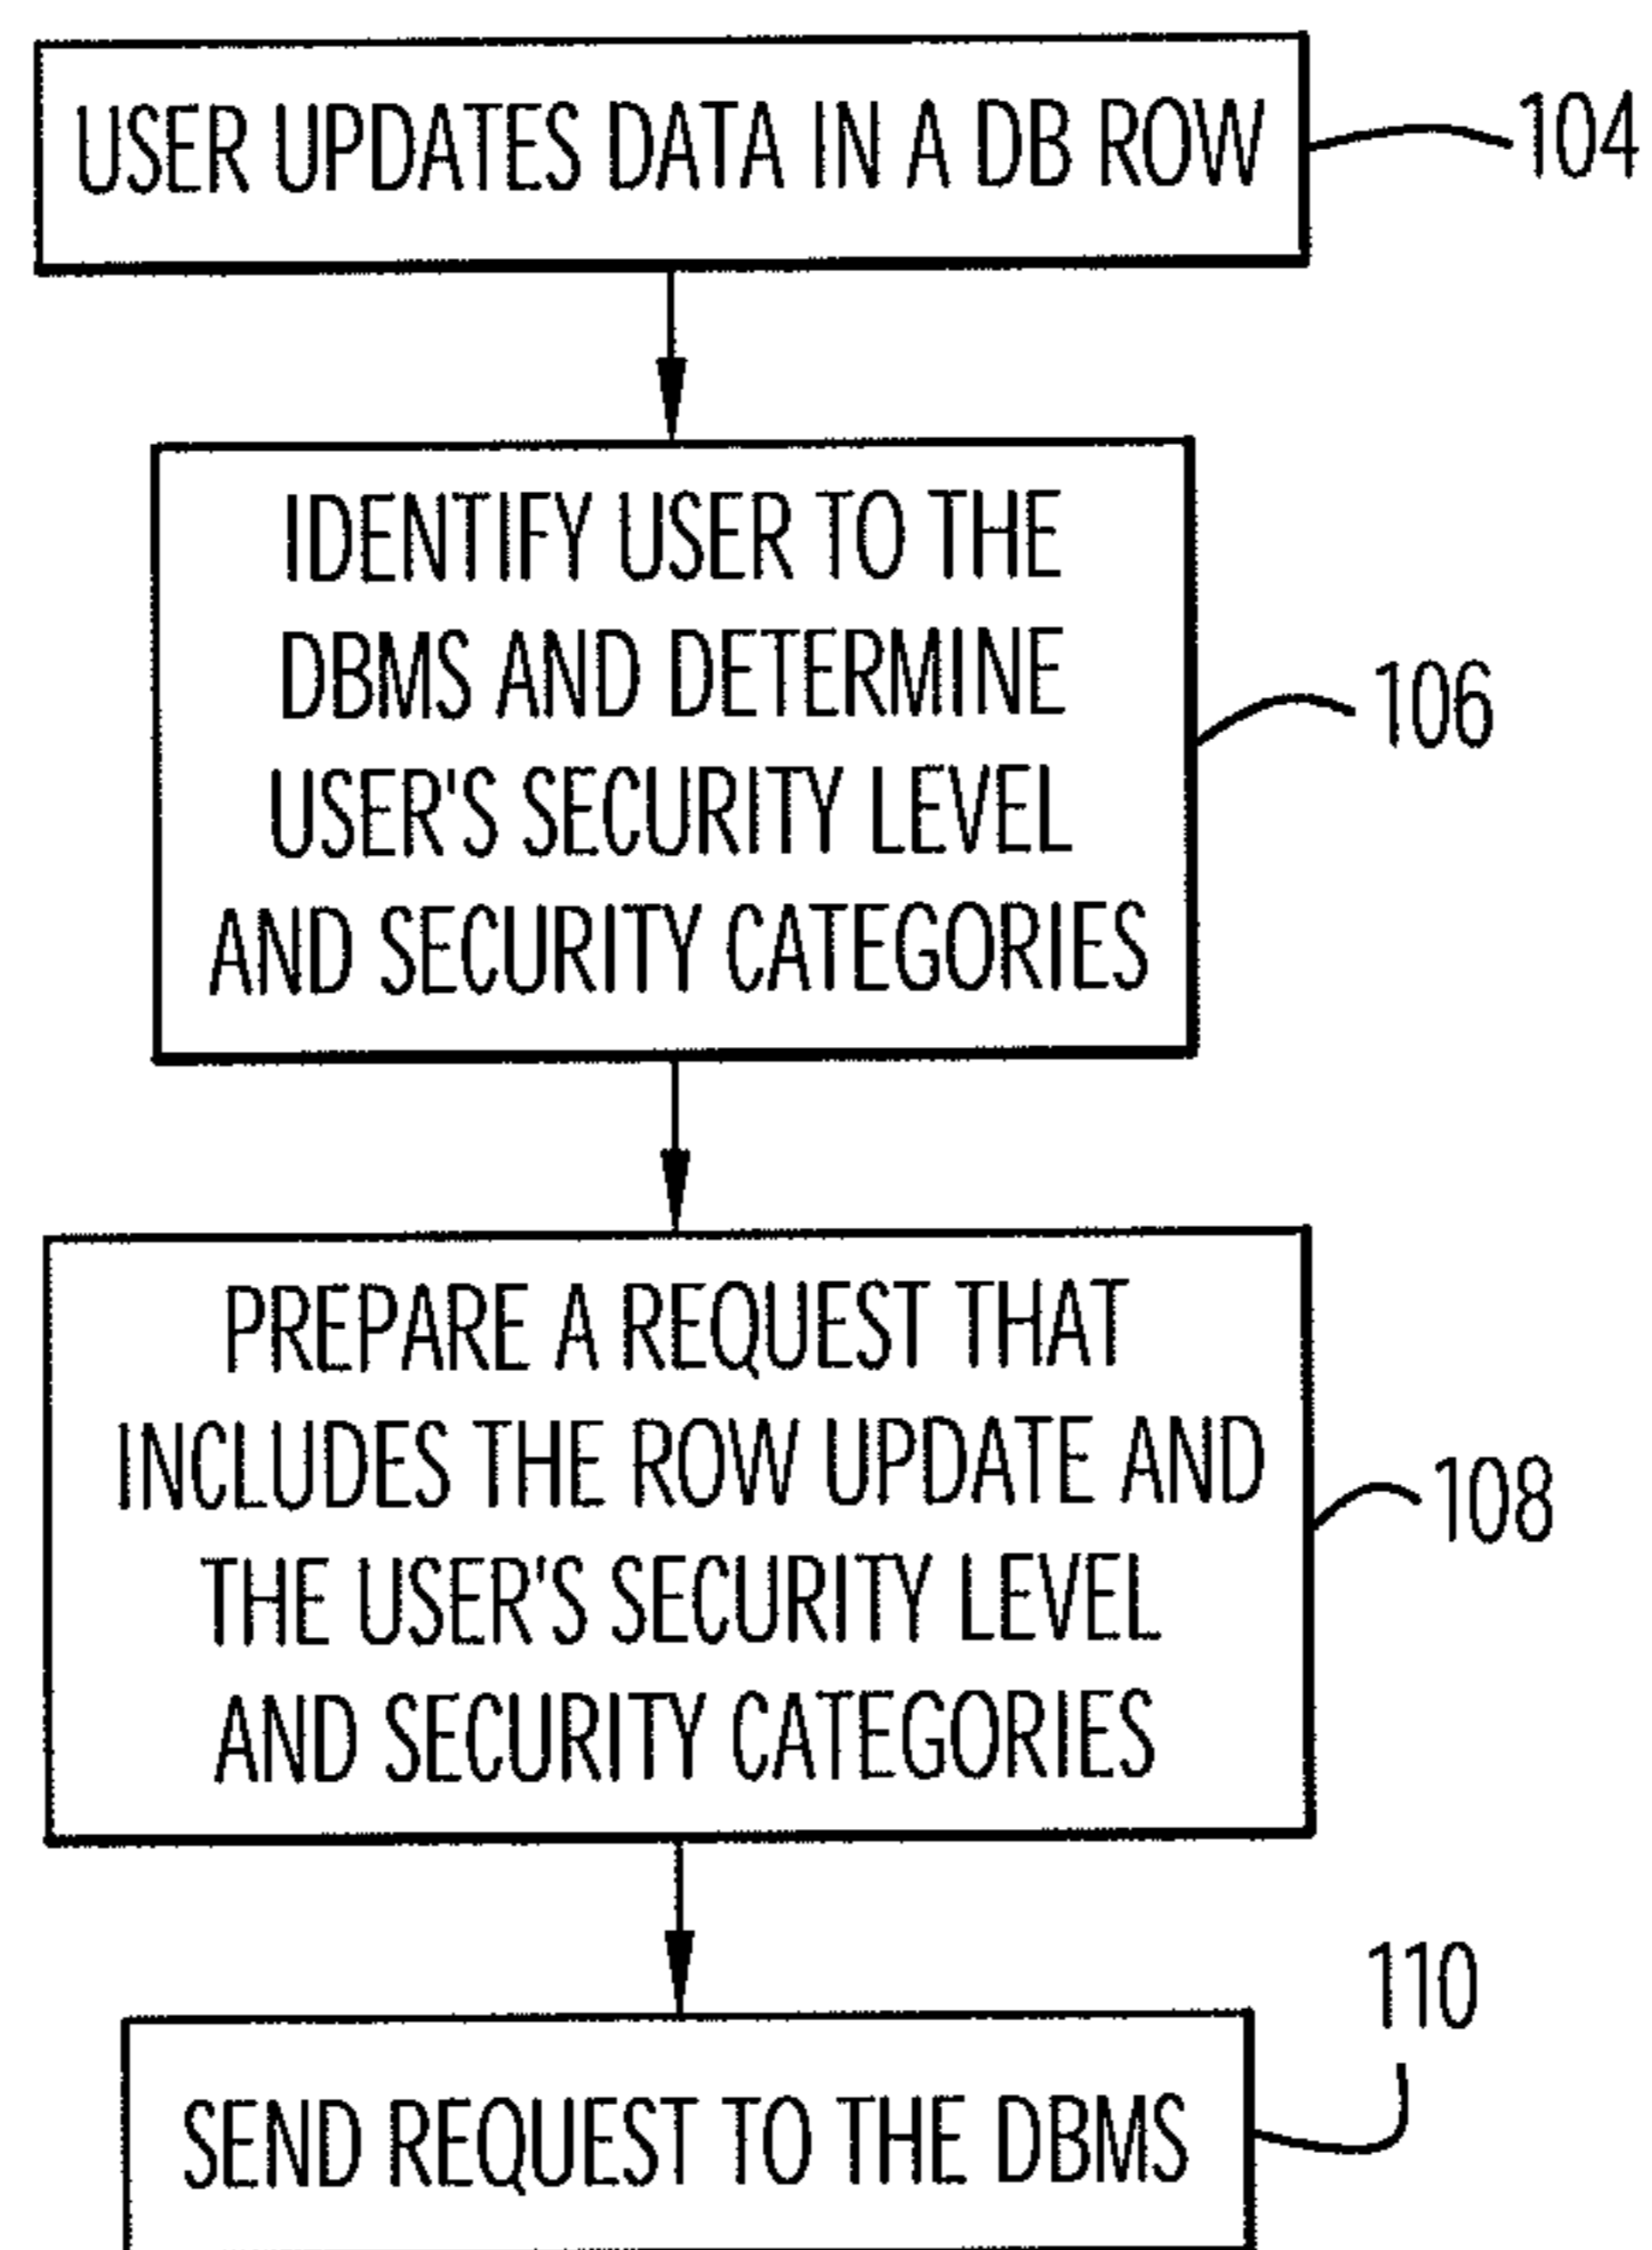 USER UPDATES DATA IN A DB ROW
104
IDENTIFY USER TO THE
DBMS AND DETERMINE
USER'S SECURITY LEVEL
AND SECURITY CATEGORIES
106
PREPARE A REQUEST THAT
INCLUDES THE ROW UPDATE AND
THE USER'S SECURITY LEVEL
AND SECURITY CATEGORIES
108
110
SEND REQUEST TO THE DBMS